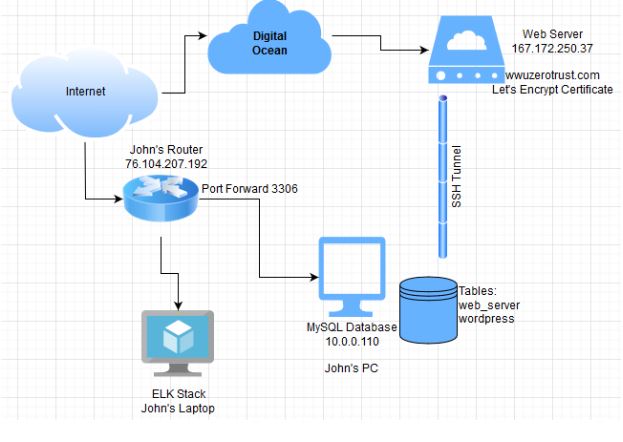 Digital
Ocean
Web Server
167.172.250.37
wwuzerotrust.com
Let's Encrypt Certificate
Internet
John's Router
76.104.207.192
Port Forward 3306
SSH Tunnel
Tables:
web_server
wordpress
MySQL Database
10.0.0.110
John's PC
ELK Stack
John's Laptop